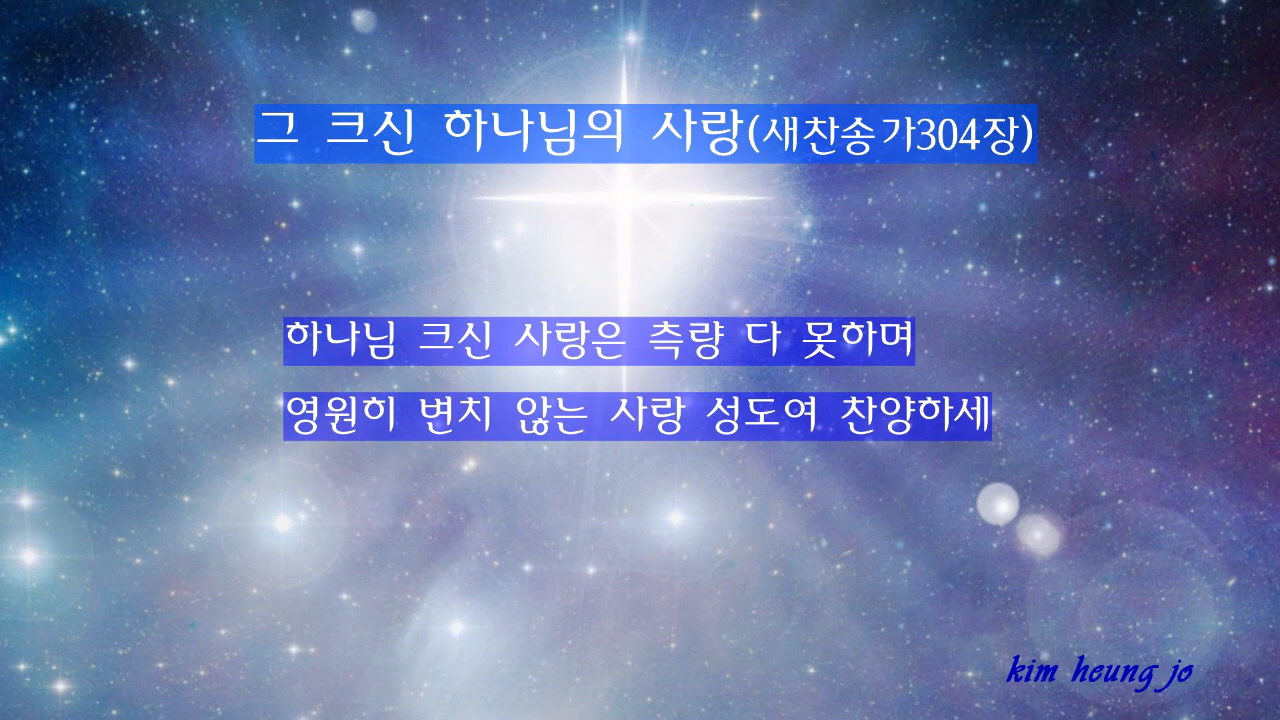 그 크신 하나님의 사랑(새찬송가304장)
하나님 크신 사랑은 측량 다 못하며
영원히 변치 않는 사랑 성도여 찬양하세
kim heung jo